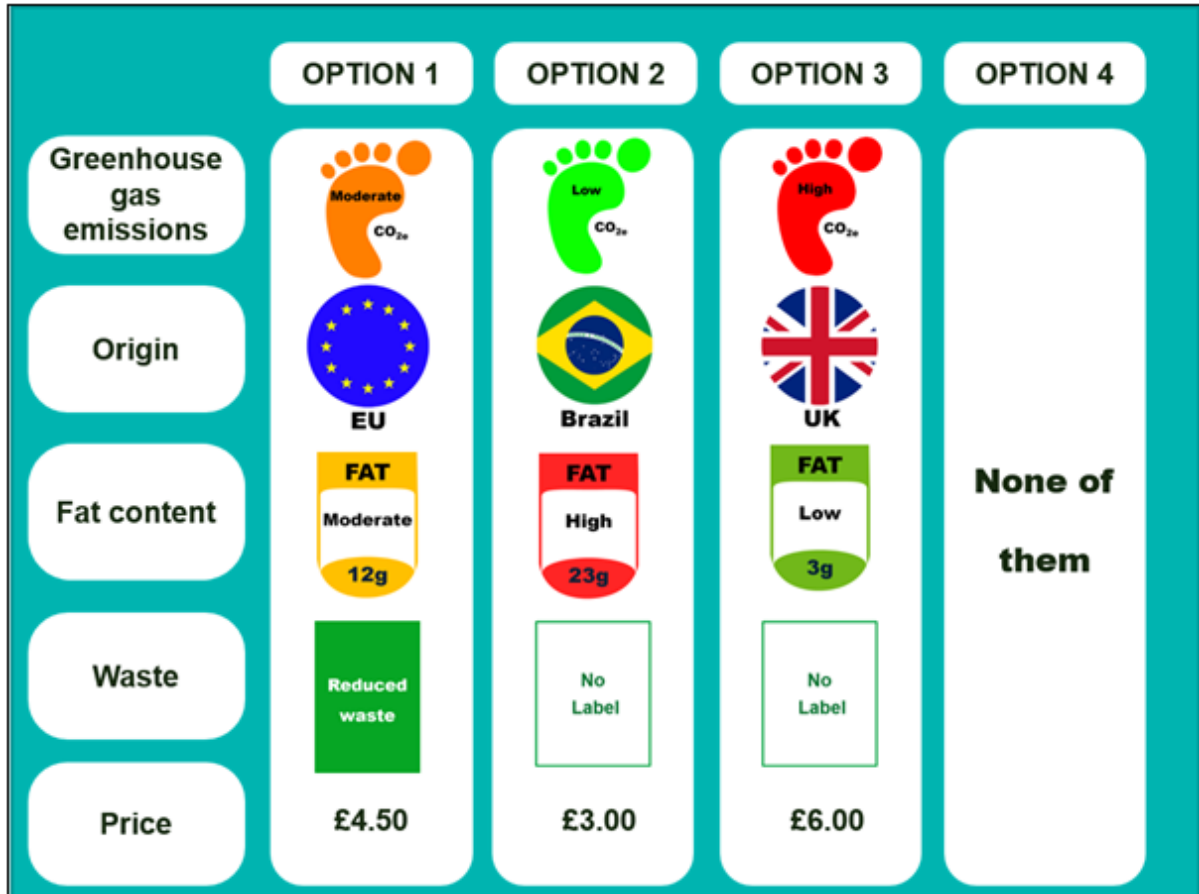 OPTION 1
OPTION 2
OPTION 3
OPTION 4
Greenhouse
gas
emissions
Moderate
CO2e
Low
CO2e
High
CO2e
Origin
EU
Brazil
UK
Fat content
FAT
Moderate
12g
FAT
High
23g
FAT
Low
3g
None of
them
Waste
Reduced
waste
No
Label
No
Label
Price
£4.50
£3.00
£6.00